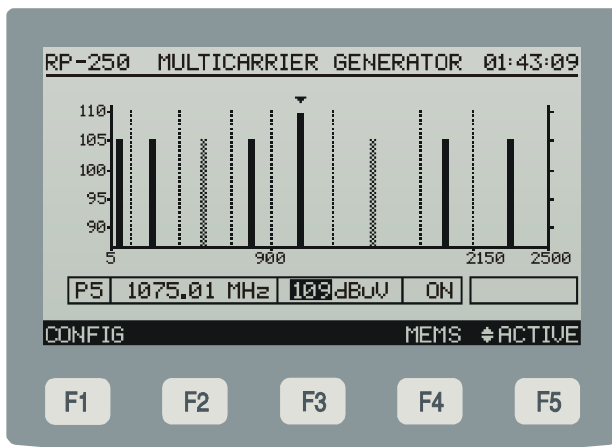 RP-250 MULTICARRIER GENERATOR 01:43:09
110
105
100
95
90
5 900 2150 2500
P5 1075.01 MHz 109 dBuV ON
CONFIG MEMS ACTIVE
F1 F2 F3 F4 F5